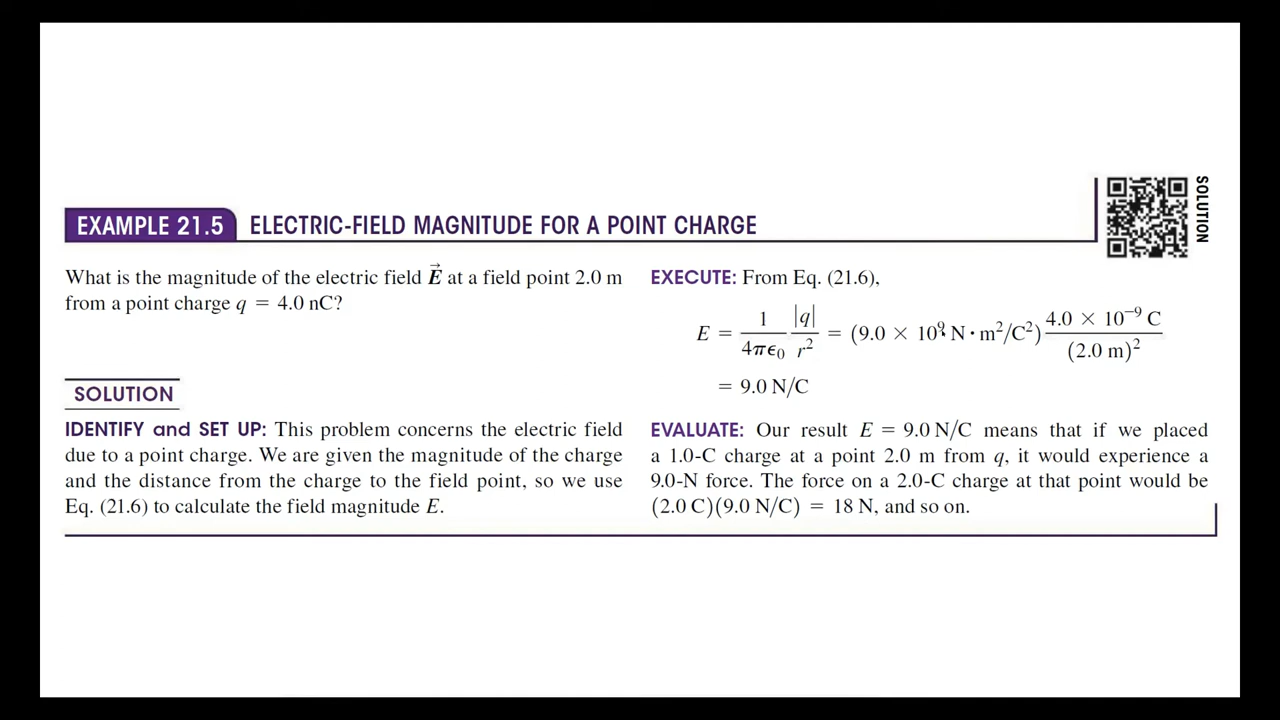 SOLUTION
EXAMPLE 21.5 ELECTRIC-FIELD MAGNITUDE FOR A POINT CHARGE
What is the magnitude of the electric field E⃗ at a field point 2.0 m
from a point charge q = 4.0 nC?
SOLUTION
IDENTIFY and SET UP: This problem concerns the electric field
due to a point charge. We are given the magnitude of the charge
and the distance from the charge to the field point, so we use
Eq. (21.6) to calculate the field magnitude E.
EXECUTE: From Eq. (21.6),
E = 1/(4πϵ₀) |q|/r² = (9.0 × 10⁹ N · m²/C²) 4.0 × 10⁻⁹ C/(2.0 m)²
= 9.0 N/C
EVALUATE: Our result E = 9.0 N/C means that if we placed
a 1.0-C charge at a point 2.0 m from q, it would experience a
9.0-N force. The force on a 2.0-C charge at that point would be
(2.0 C)(9.0 N/C) = 18 N, and so on.